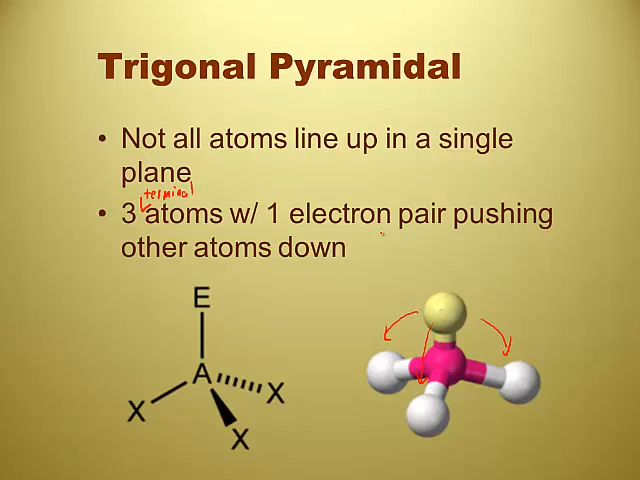 Trigonal Pyramidal
• Not all atoms line up in a single
plane
terminal
• 3 atoms w/ 1 electron pair pushing
other atoms down
E
A
X
X
X